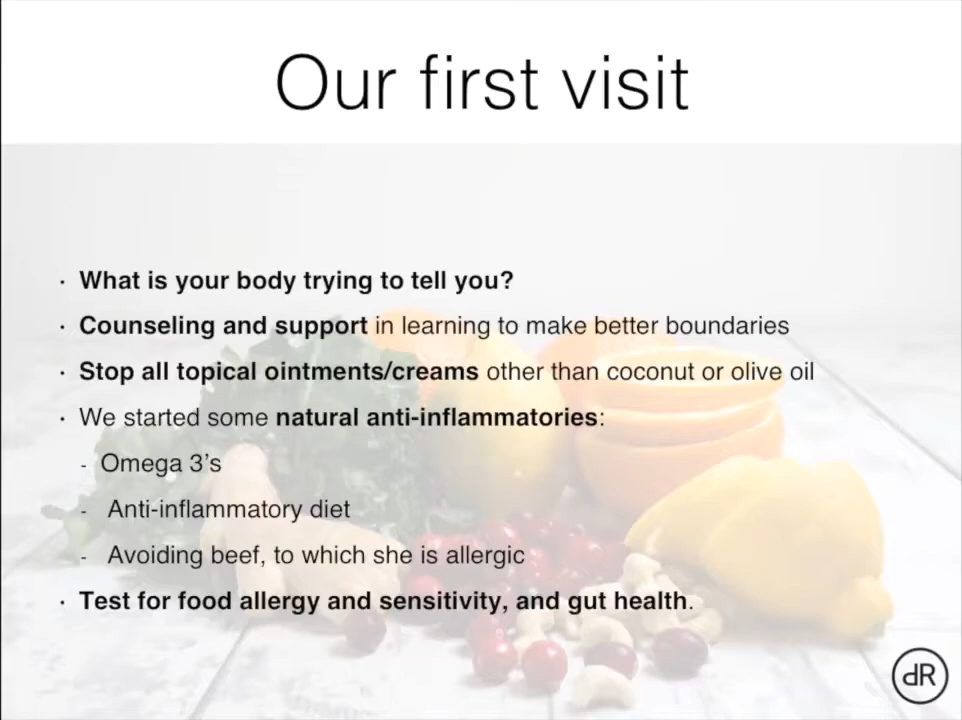 Our first visit
· What is your body trying to tell you?
· Counseling and support in learning to make better boundaries
· Stop all topical ointments/creams other than coconut or olive oil
· We started some natural anti-inflammatories:
- Omega 3’s
- Anti-inflammatory diet
- Avoiding beef, to which she is allergic
· Test for food allergy and sensitivity, and gut health.
dR